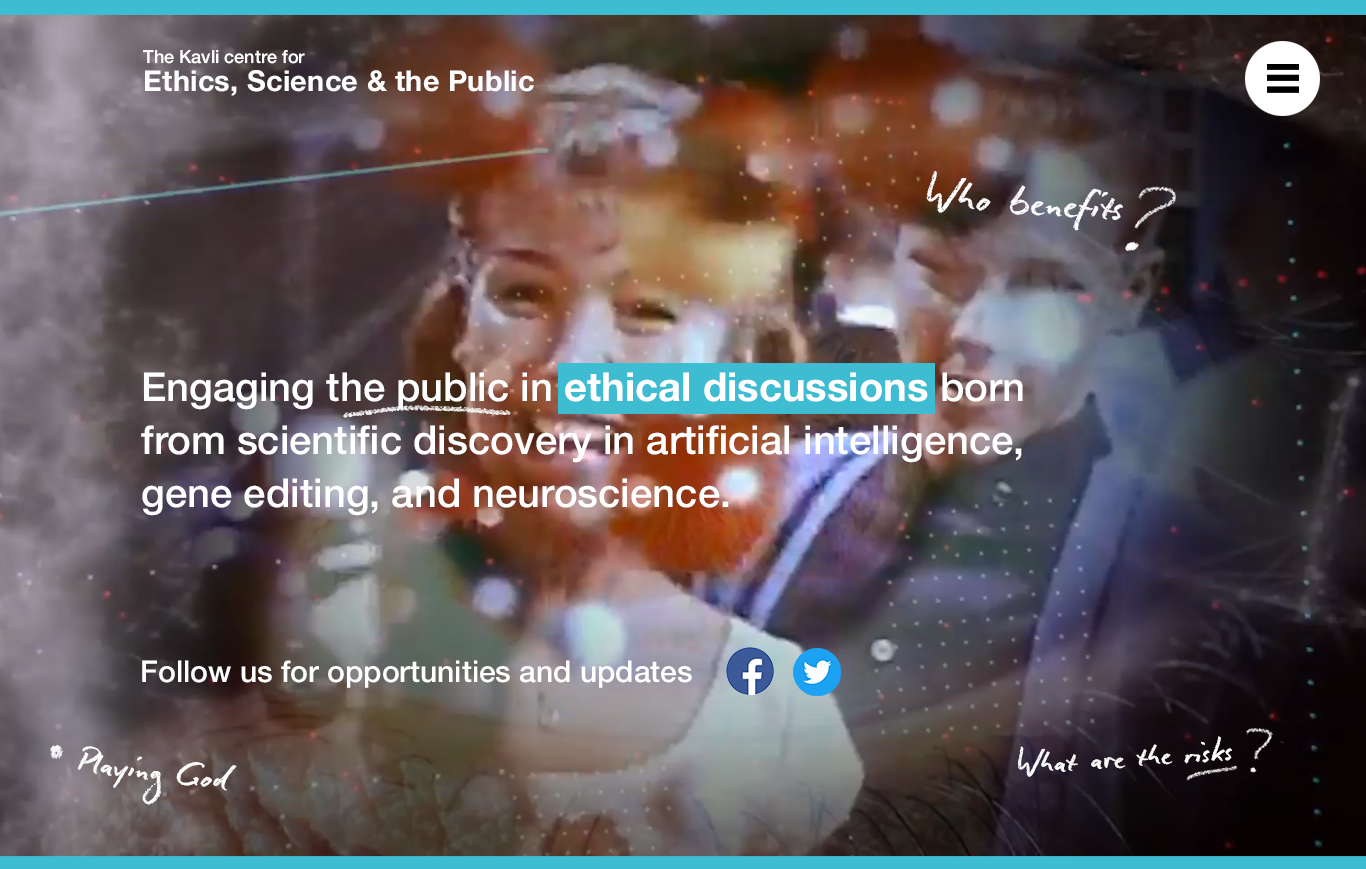 The Kavli centre for
Ethics, Science & the Public
Who benefits?
Engaging the public in ethical discussions born
from scientific discovery in artificial intelligence,
gene editing, and neuroscience.
Follow us for opportunities and updates
* Playing God
What are the risks?